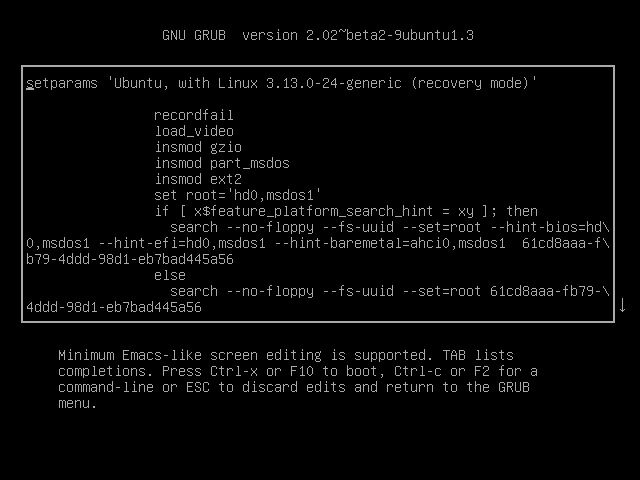 GNU GRUB  version 2.02~beta2-9ubuntu1.3
setparams 'Ubuntu, with Linux 3.13.0-24-generic (recovery mode)'
recordfail
load_video
insmod gzio
insmod part_msdos
insmod ext2
set root='hd0,msdos1'
if [ x$feature_platform_search_hint = xy ]; then
search --no-floppy --fs-uuid --set=root --hint-bios=hd\
0,msdos1 --hint-efi=hd0,msdos1 --hint-baremetal=ahci0,msdos1  61cd8aaa-f\
b79-4ddd-98d1-eb7bad445a56
else
search --no-floppy --fs-uuid --set=root 61cd8aaa-fb79-\
4ddd-98d1-eb7bad445a56
↓
Minimum Emacs-like screen editing is supported. TAB lists
completions. Press Ctrl-x or F10 to boot, Ctrl-c or F2 for a
command-line or ESC to discard edits and return to the GRUB
menu.